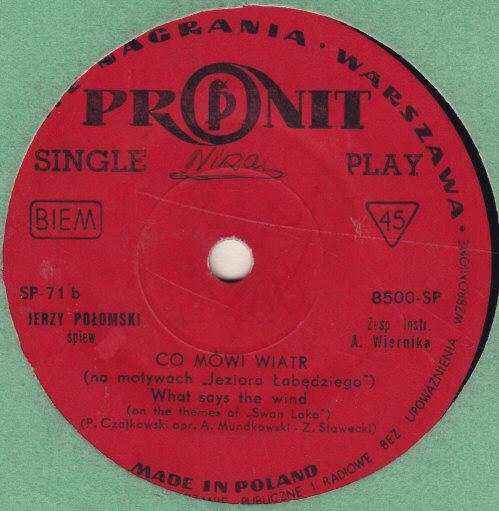 NAGRANIA · WARSZAWA ·
PRONIT
SINGLE PLAY
Nina
BIEM
45
SP-71 b
8500-SP
JERZY POŁOMSKI
śpiew
Zesp. Instr.
A. Wiernika
CO MÓWI WIATR
(na motywach „Jeziora Łabędziego")
What says the wind
(on the themes of „Swan Lake")
(P. Czajkowski opr. A. Mundkowski - Z. Stawecki)
MADE IN POLAND
PUBLICZNE I RADIOWE BEZ UPOWAŻNIENIA WZBRONIONE